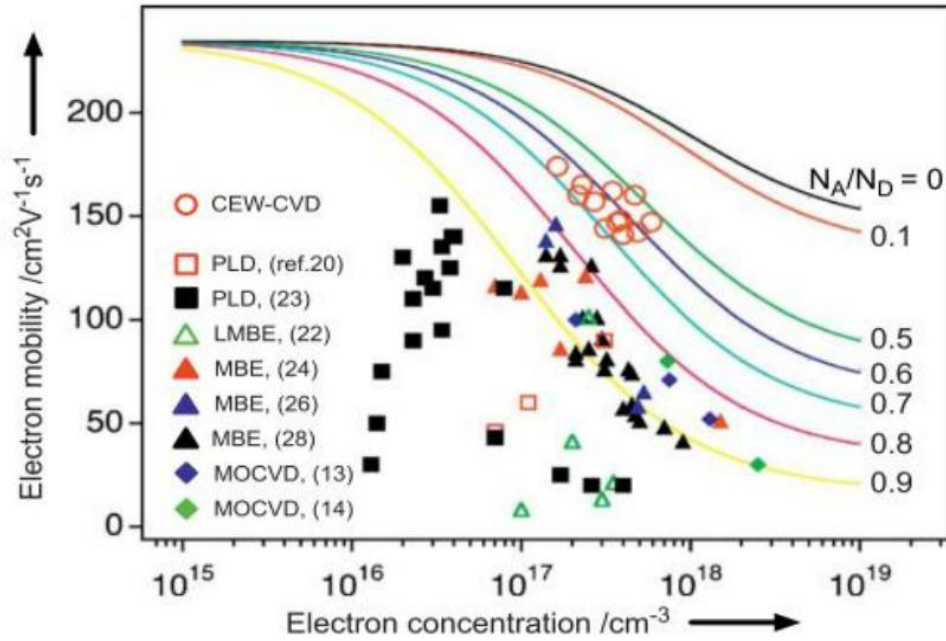 Electron mobility /cm²V⁻¹s⁻¹
200
150
100
50
0
CEW-CVD
PLD, (ref.20)
PLD, (23)
LMBE, (22)
MBE, (24)
MBE, (26)
MBE, (28)
MOCVD, (13)
MOCVD, (14)
N_A/N_D = 0
0.1
0.5
0.6
0.7
0.8
0.9
10¹⁵ 10¹⁶ 10¹⁷ 10¹⁸ 10¹⁹
Electron concentration /cm⁻³